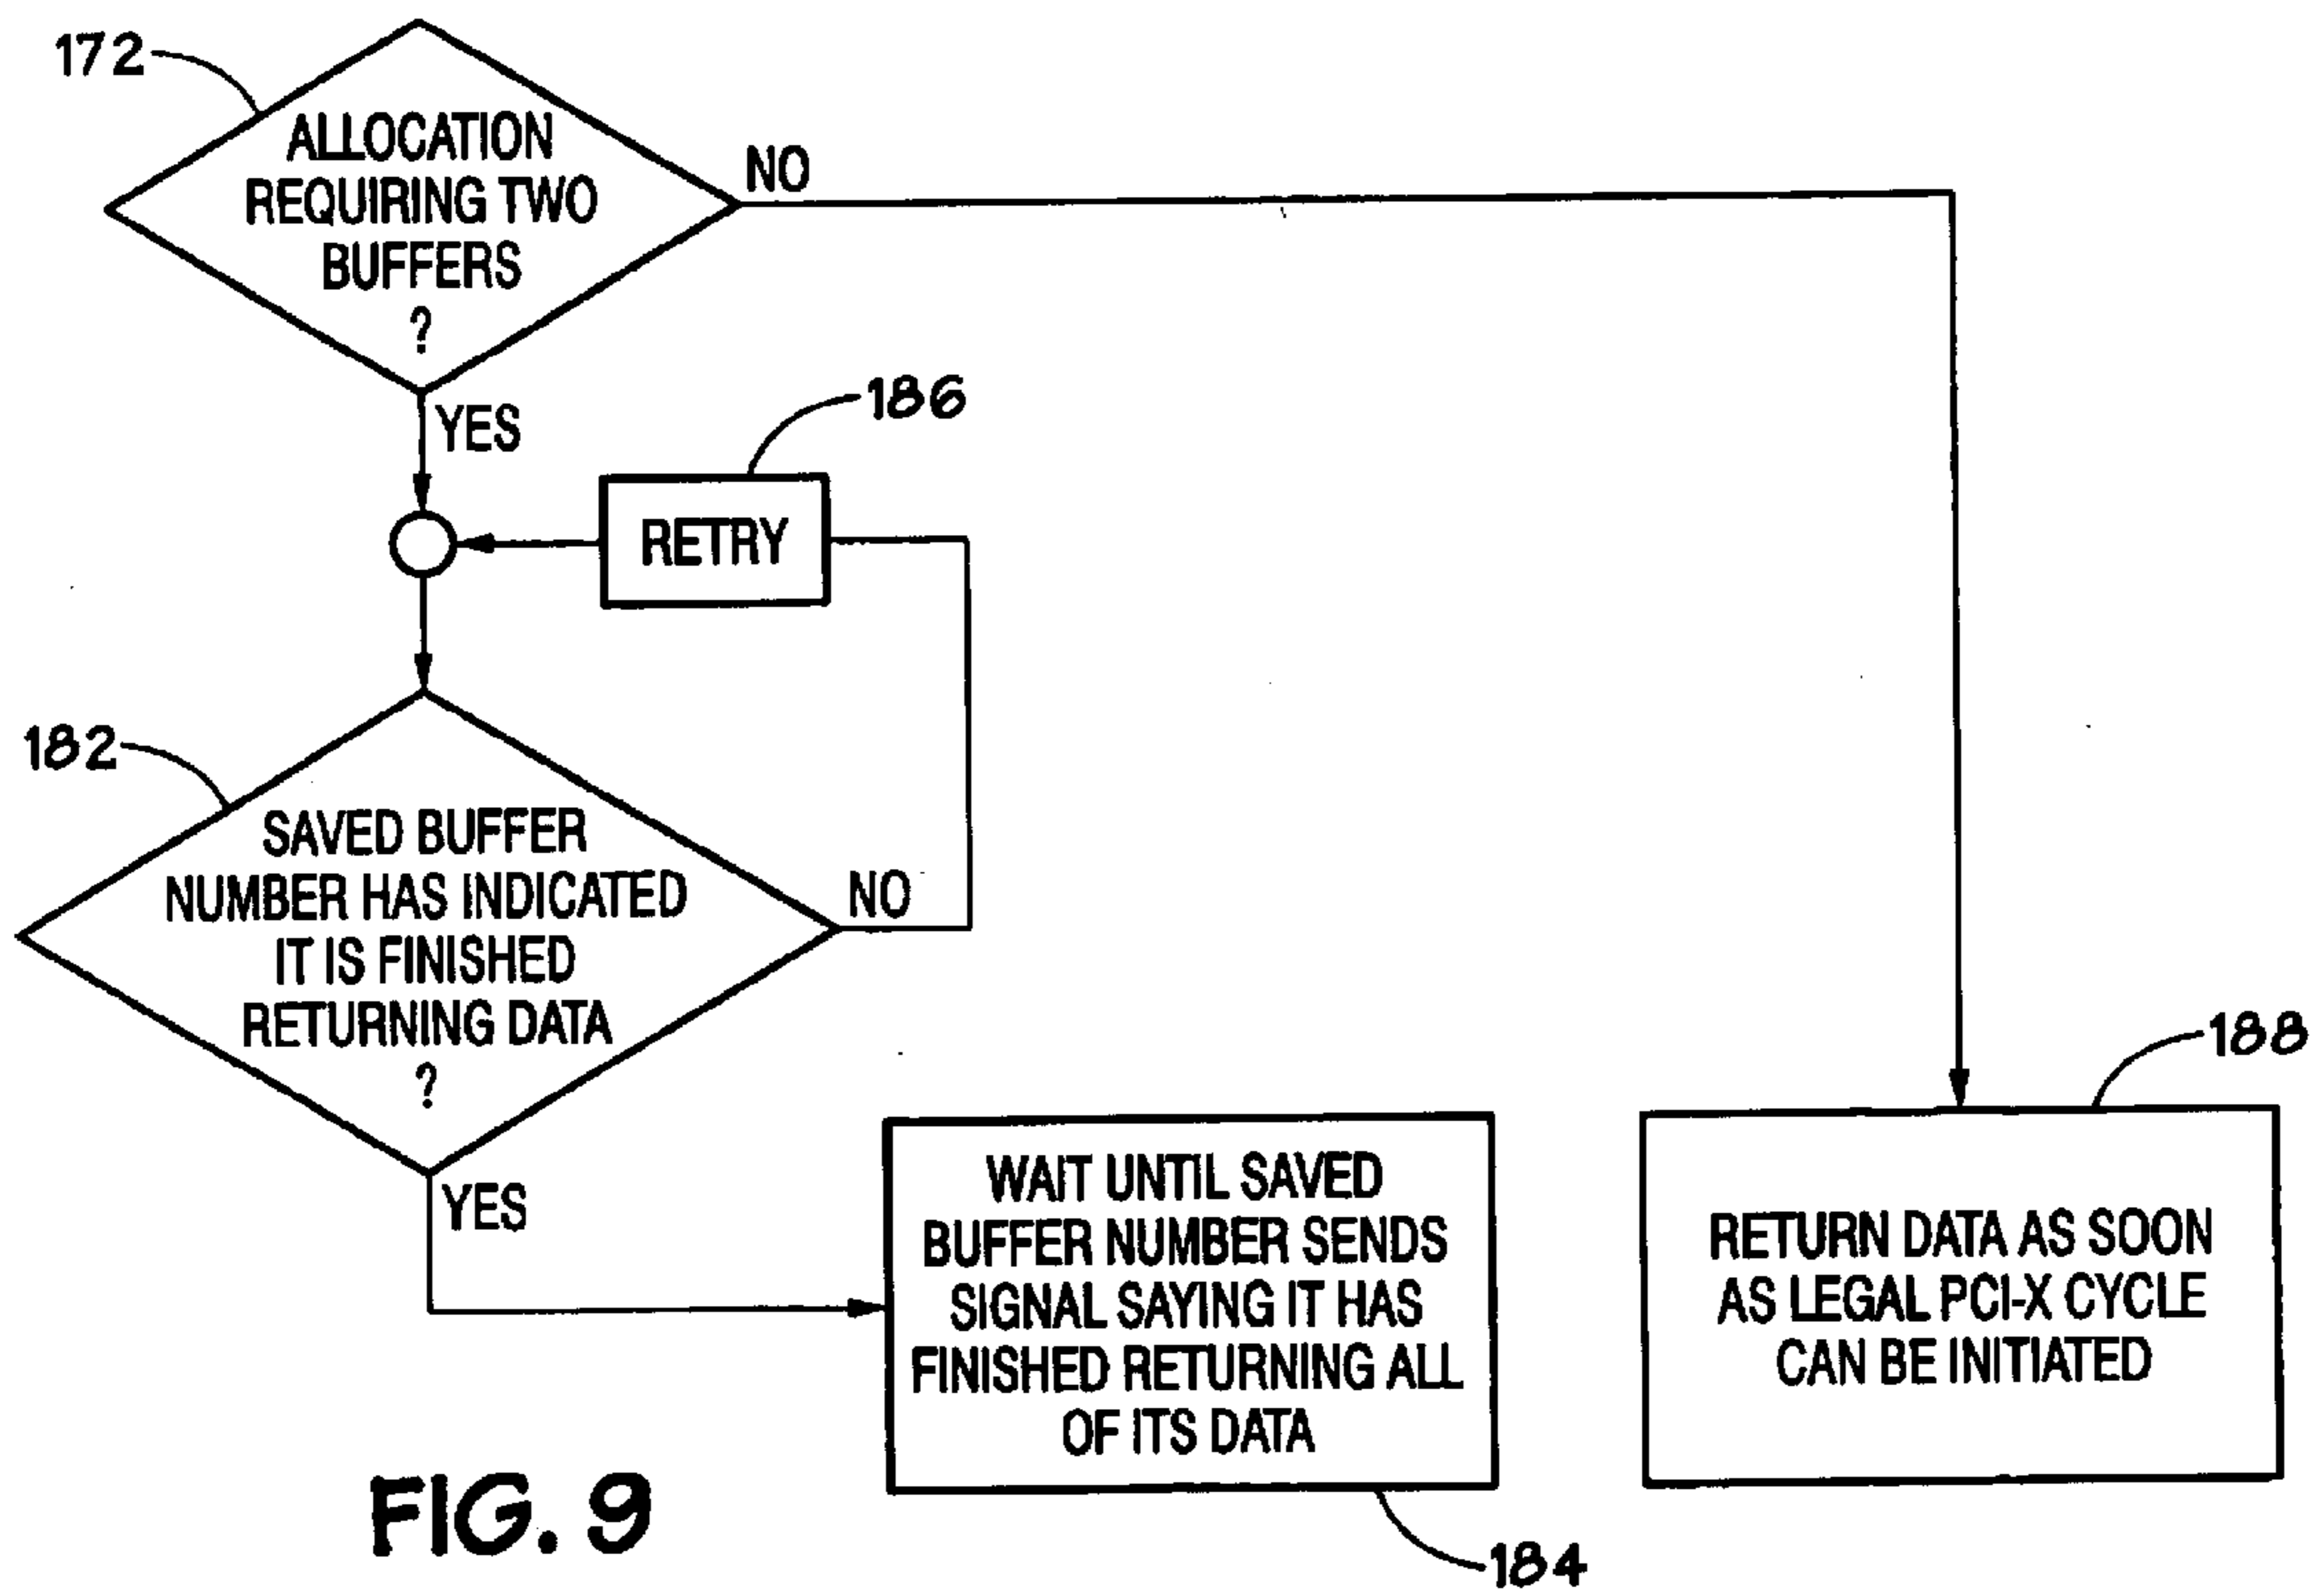 172
ALLOCATION
REQUIRING TWO
BUFFERS
?
NO
YES
186
RETRY
182
SAVED BUFFER
NUMBER HAS INDICATED
IT IS FINISHED
RETURNING DATA
?
NO
YES
WAIT UNTIL SAVED
BUFFER NUMBER SENDS
SIGNAL SAYING IT HAS
FINISHED RETURNING ALL
OF ITS DATA
184
188
RETURN DATA AS SOON
AS LEGAL PCI-X CYCLE
CAN BE INITIATED
FIG. 9